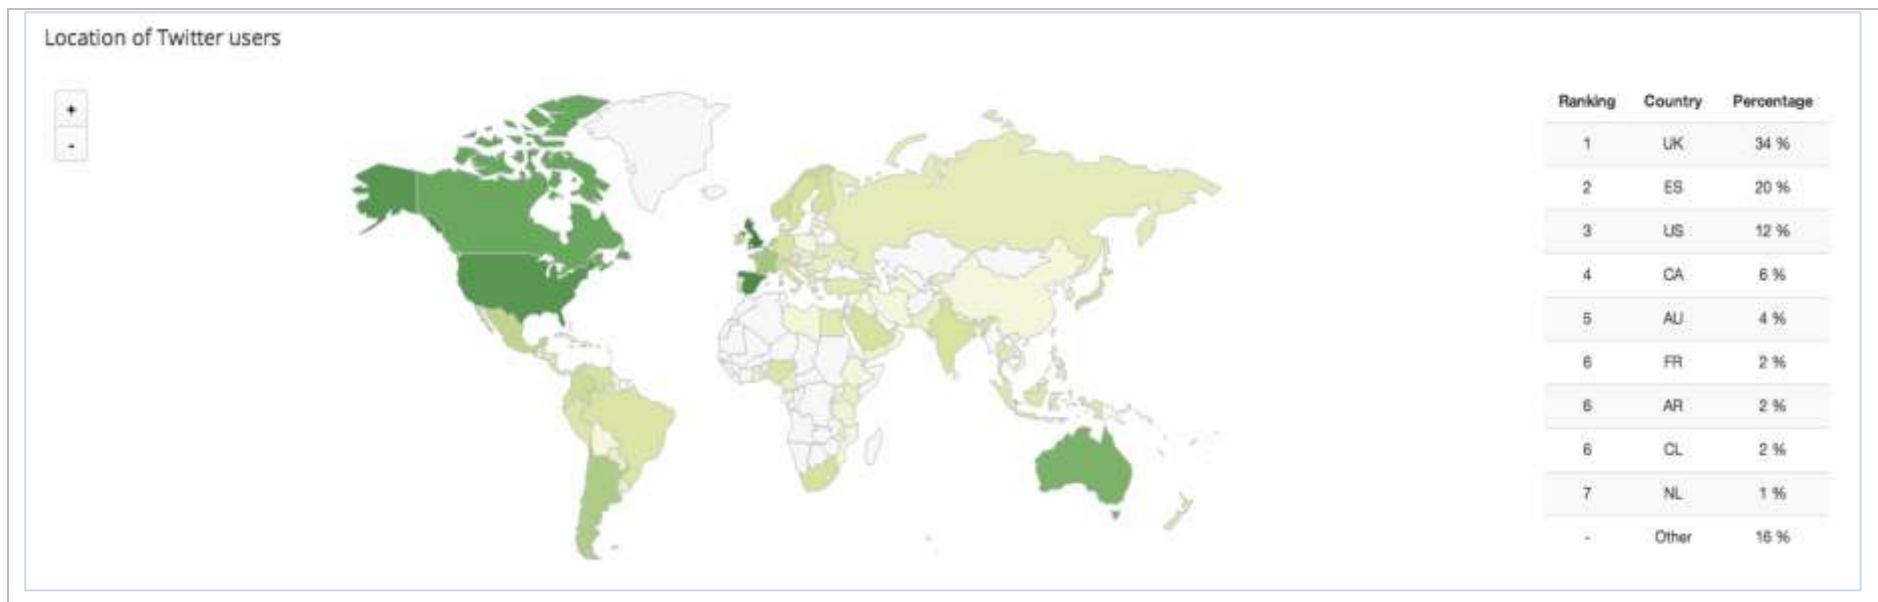 Location of Twitter users
+
-
Ranking Country Percentage
1 UK 34 %
2 ES 20 %
3 US 12 %
4 CA 6 %
5 AU 4 %
6 FR 2 %
6 AR 2 %
6 CL 2 %
7 NL 1 %
- Other 16 %